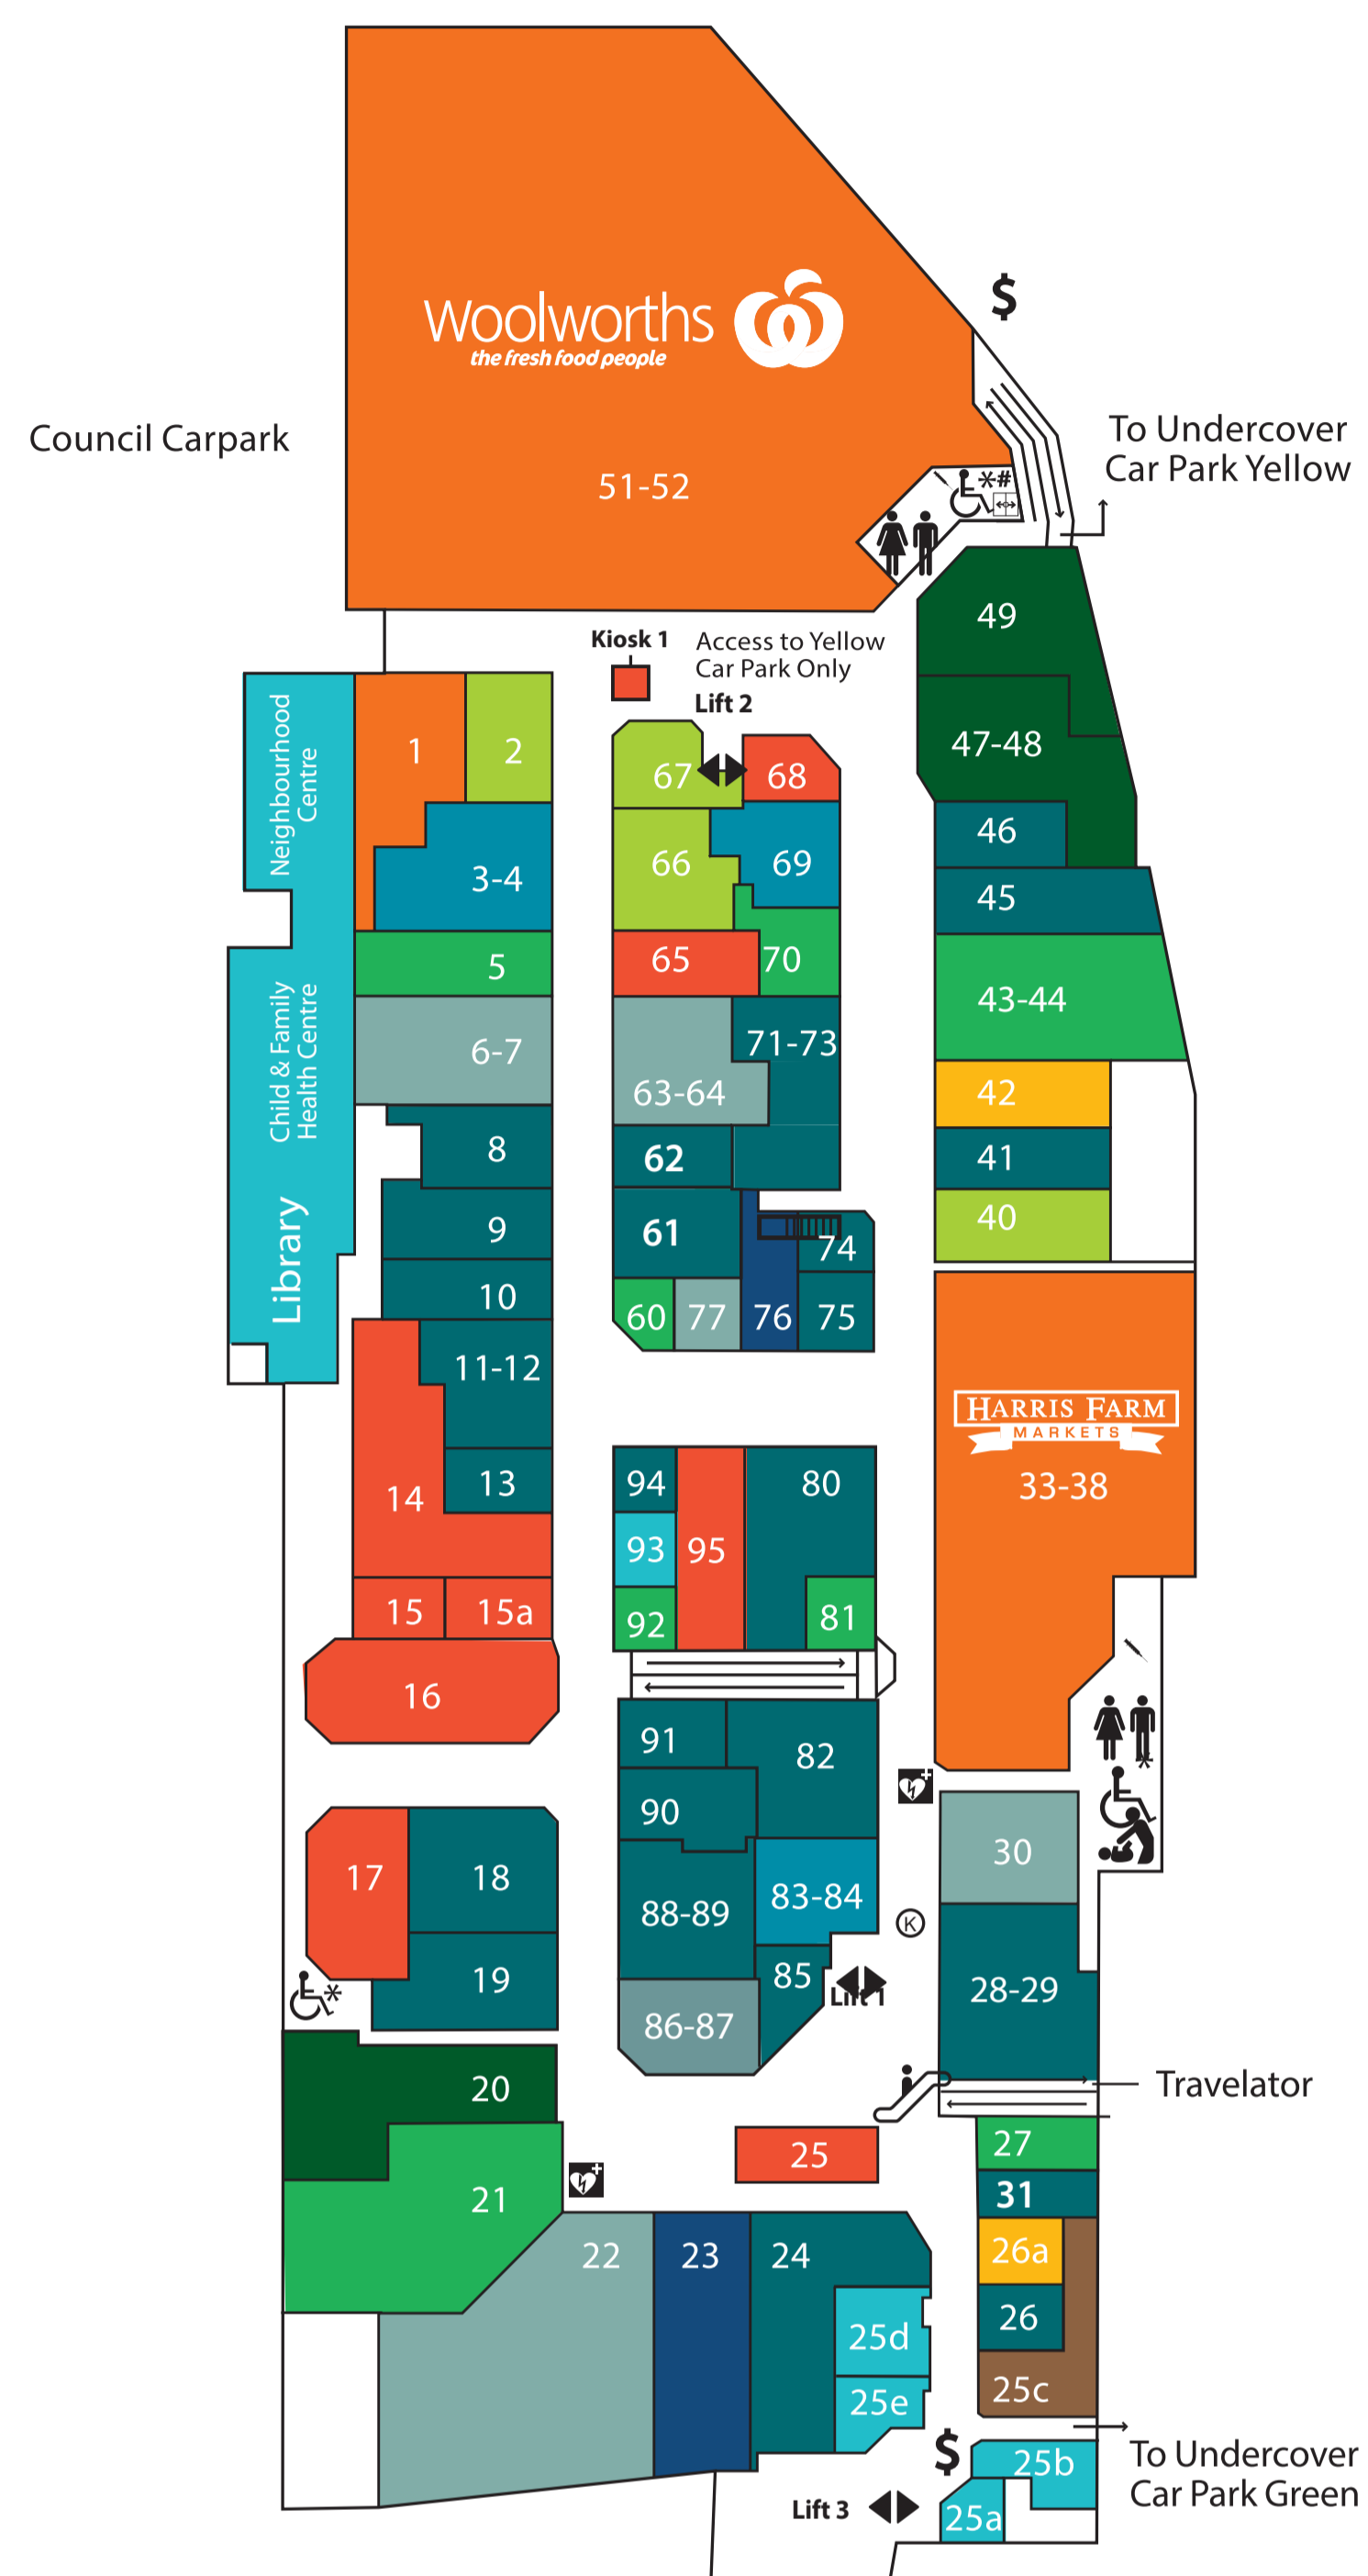 Woolworths
the fresh food people
$
Council Carpark
To Undercover
Car Park Yellow
51-52
*#
49
Kiosk 1
Access to Yellow
Car Park Only
Lift 2
Neighbourhood
Centre
1
2
67
68
47-48
3-4
66
69
46
45
5
65
70
43-44
Child & Family
Health Centre
6-7
71-73
63-64
42
8
62
41
Library
9
61
74
40
10
60
77
76
75
11-12
HARRIS FARM
MARKETS
33-38
14
13
94
95
80
93
15
15a
92
81
16
91
82
*
90
30
17
18
83-84
88-89
K
19
*
85
Lift 1
28-29
86-87
20
Travelator
25
27
21
31
22
23
24
26a
25d
26
25e
25c
$
25b
To Undercover
Car Park Green
Lift 3
25a